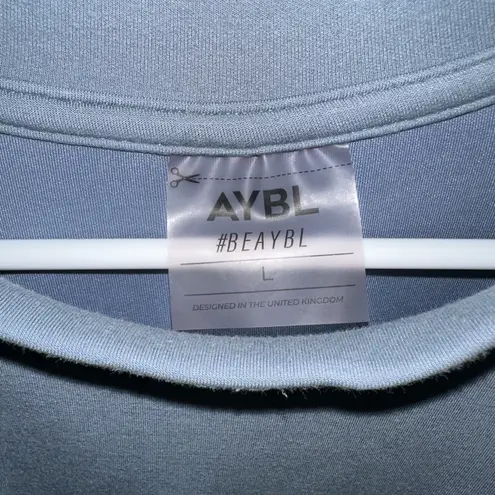 AYBL
#BEAYBL
L
DESIGNED IN THE UNITED KINGDOM